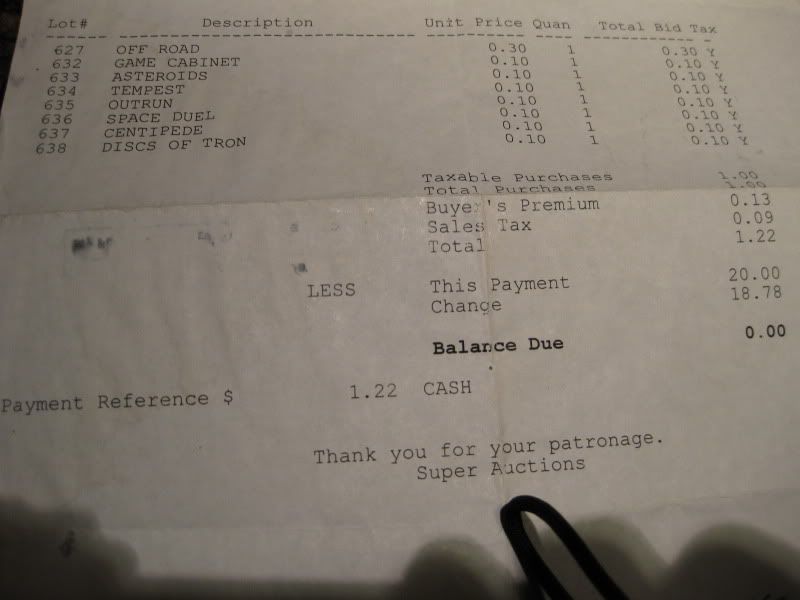 Lot# Description Unit Price Quan Total Bid Tax
627 OFF ROAD 0.30 1 0.30 Y
632 GAME CABINET 0.10 1 0.10 Y
633 ASTEROIDS 0.10 1 0.10 Y
634 TEMPEST 0.10 1 0.10 Y
635 OUTRUN 0.10 1 0.10 Y
636 SPACE DUEL 0.10 1 0.10 Y
637 CENTIPEDE 0.10 1 0.10 Y
638 DISCS OF TRON 0.10 1 0.10 Y
Taxable Purchases 1.00
Total Purchases 1.00
Buyer's Premium 0.13
Sales Tax 0.09
Total 1.22
LESS This Payment 20.00
Change 18.78
Balance Due 0.00
Payment Reference $ 1.22 CASH
Thank you for your patronage.
Super Auctions